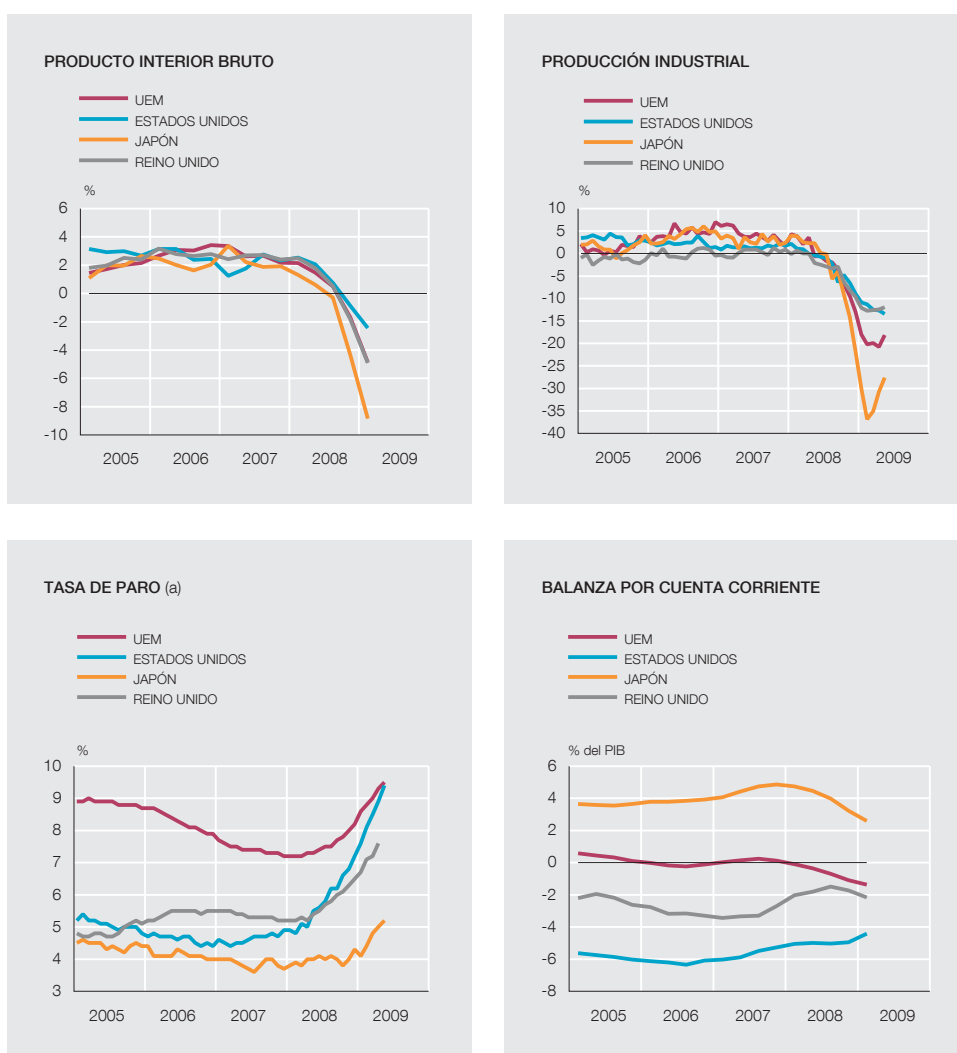 PRODUCTO INTERIOR BRUTO
UEM
ESTADOS UNIDOS
JAPÓN
REINO UNIDO
%
6
4
2
0
-2
-4
-6
-8
-10
2005 2006 2007 2008 2009
PRODUCCIÓN INDUSTRIAL
UEM
ESTADOS UNIDOS
JAPÓN
REINO UNIDO
%
10
5
0
-5
-10
-15
-20
-25
-30
-35
-40
2005 2006 2007 2008 2009
TASA DE PARO (a)
UEM
ESTADOS UNIDOS
JAPÓN
REINO UNIDO
%
10
9
8
7
6
5
4
3
2005 2006 2007 2008 2009
BALANZA POR CUENTA CORRIENTE
UEM
ESTADOS UNIDOS
JAPÓN
REINO UNIDO
% del PIB
6
4
2
0
-2
-4
-6
-8
2005 2006 2007 2008 2009